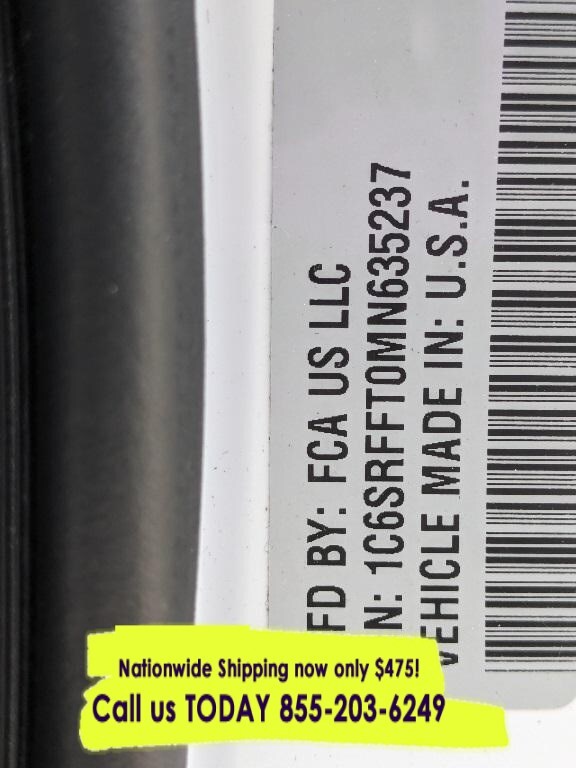 FD BY: FCA US LLC
N: 1C6SRFFT0MN635237
VEHICLE MADE IN: U.S.A.
Nationwide Shipping now only $475!
Call us TODAY 855-203-6249